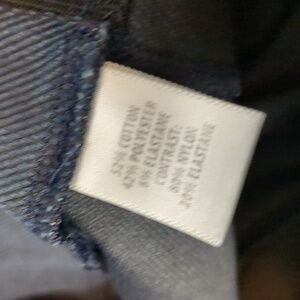 52% COTTON
42% POLYESTER
6% ELASTANE
CONTRAST:
80% NYLON
20% ELASTANE